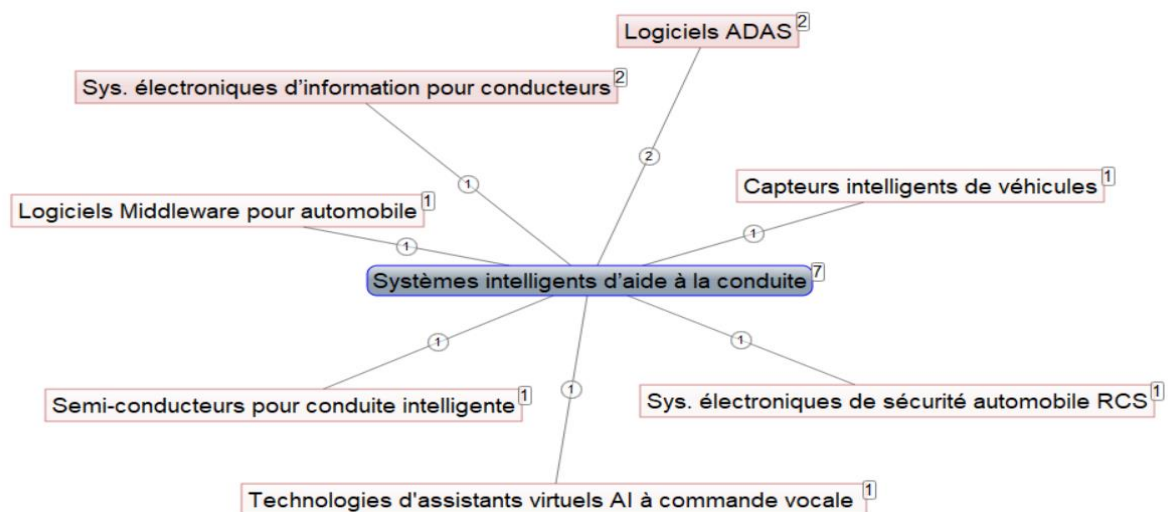 Logiciels ADAS 2
Sys. électroniques d’information pour conducteurs 2
2
Capteurs intelligents de véhicules 1
1
Logiciels Middleware pour automobile 1
1
1
Systèmes intelligents d’aide à la conduite 7
1
1
1
Semi-conducteurs pour conduite intelligente 1
Sys. électroniques de sécurité automobile RCS 1
Technologies d'assistants virtuels AI à commande vocale 1